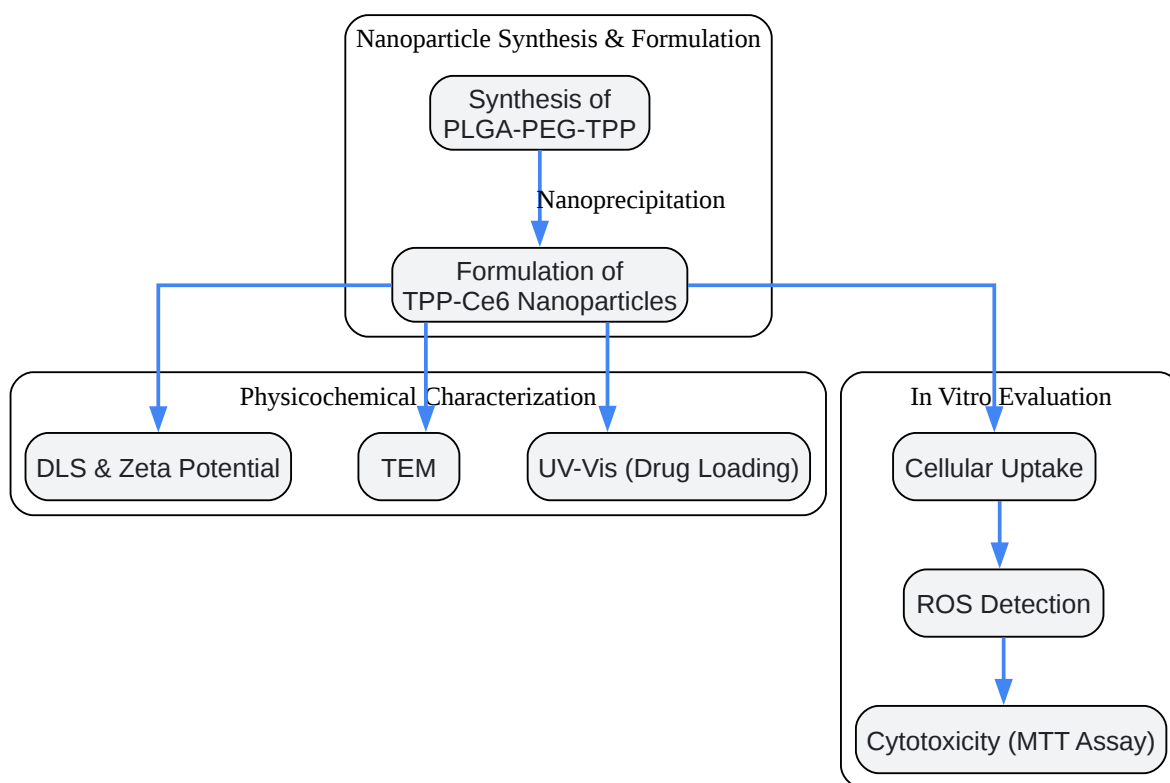 Nanoparticle Synthesis & Formulation
Synthesis of
PLGA-PEG-TPP
Nanoprecipitation
Formulation of
TPP-Ce6 Nanoparticles
Physicochemical Characterization
DLS & Zeta Potential
TEM
UV-Vis (Drug Loading)
In Vitro Evaluation
Cellular Uptake
ROS Detection
Cytotoxicity (MTT Assay)